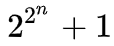 2^{2^n} + 1